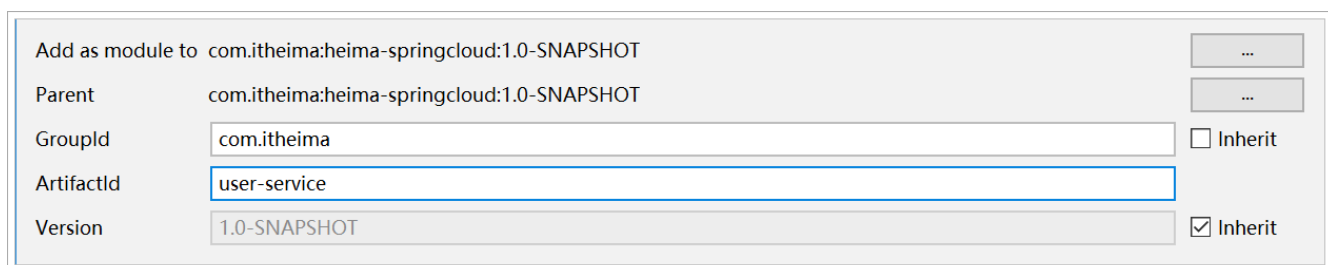 Add as module to com.itheima:heima-springcloud:1.0-SNAPSHOT ...
Parent com.itheima:heima-springcloud:1.0-SNAPSHOT ...
GroupId com.itheima Inherit
ArtifactId user-service
Version 1.0-SNAPSHOT Inherit